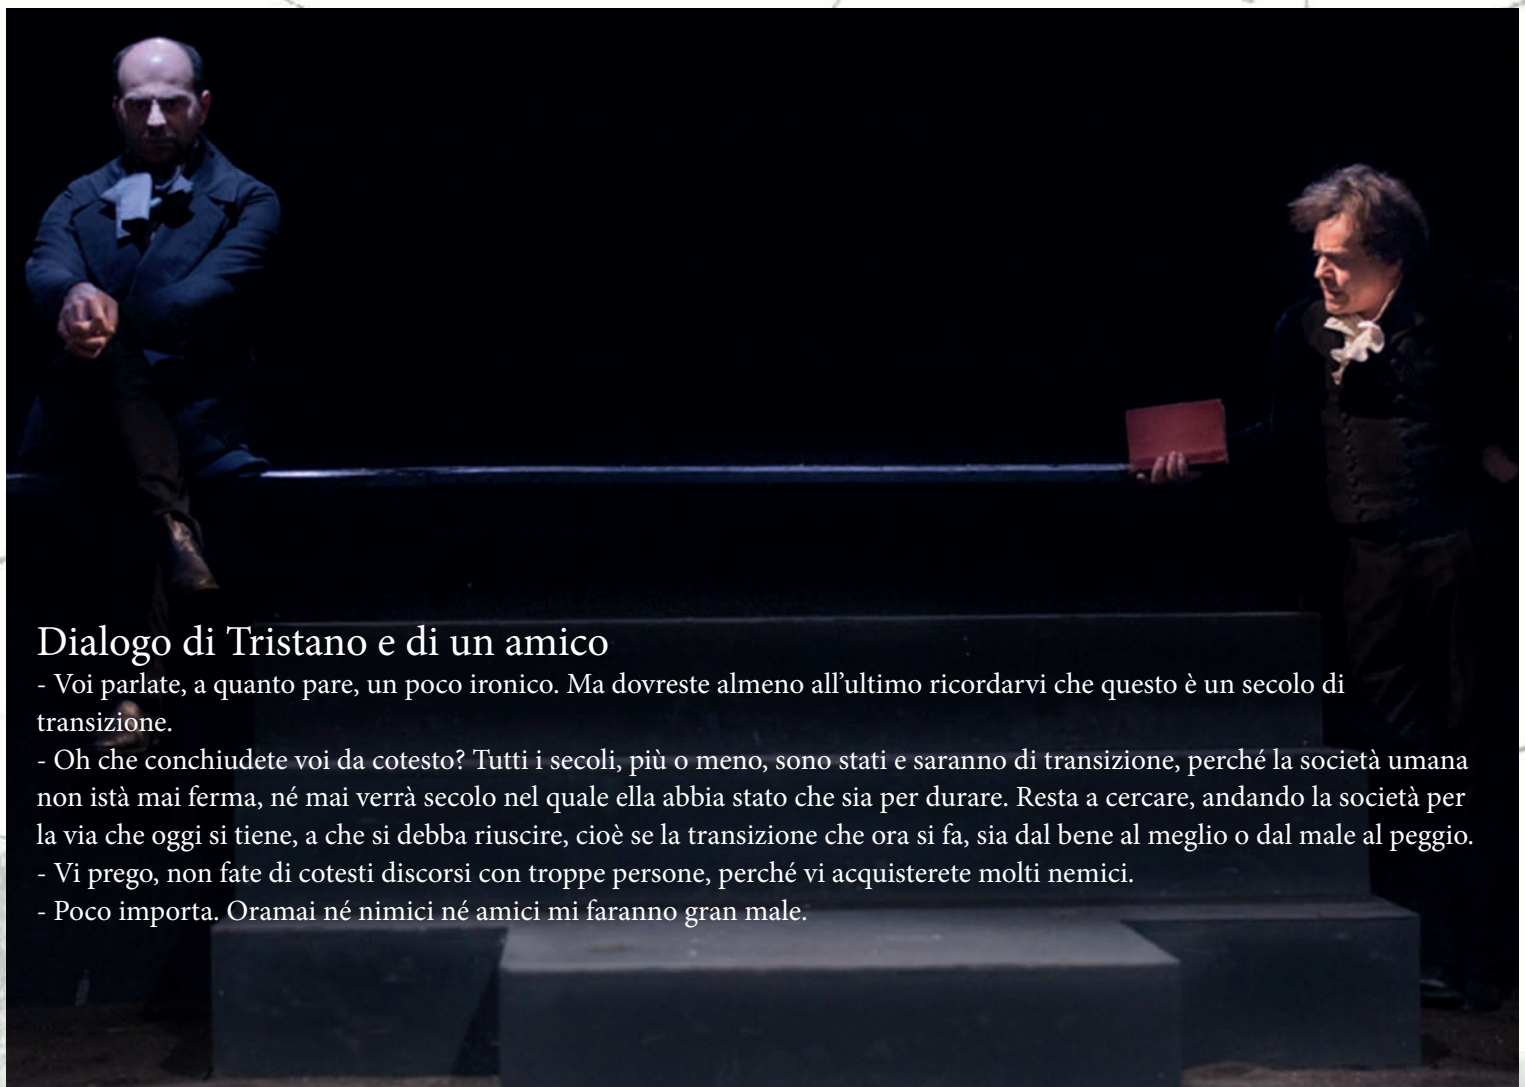 Dialogo di Tristano e di un amico
- Voi parlate, a quanto pare, un poco ironico. Ma dovreste almeno all’ultimo ricordarvi che questo è un secolo di
transizione.
- Oh che conchiudete voi da cotesto? Tutti i secoli, più o meno, sono stati e saranno di transizione, perché la società umana
non istà mai ferma, né mai verrà secolo nel quale ella abbia stato che sia per durare. Resta a cercare, andando la società per
la via che oggi si tiene, a che si debba riuscire, cioè se la transizione che ora si fa, sia dal bene al meglio o dal male al peggio.
- Vi prego, non fate di cotesti discorsi con troppe persone, perché vi acquisterete molti nemici.
- Poco importa. Oramai né nimici né amici mi faranno gran male.